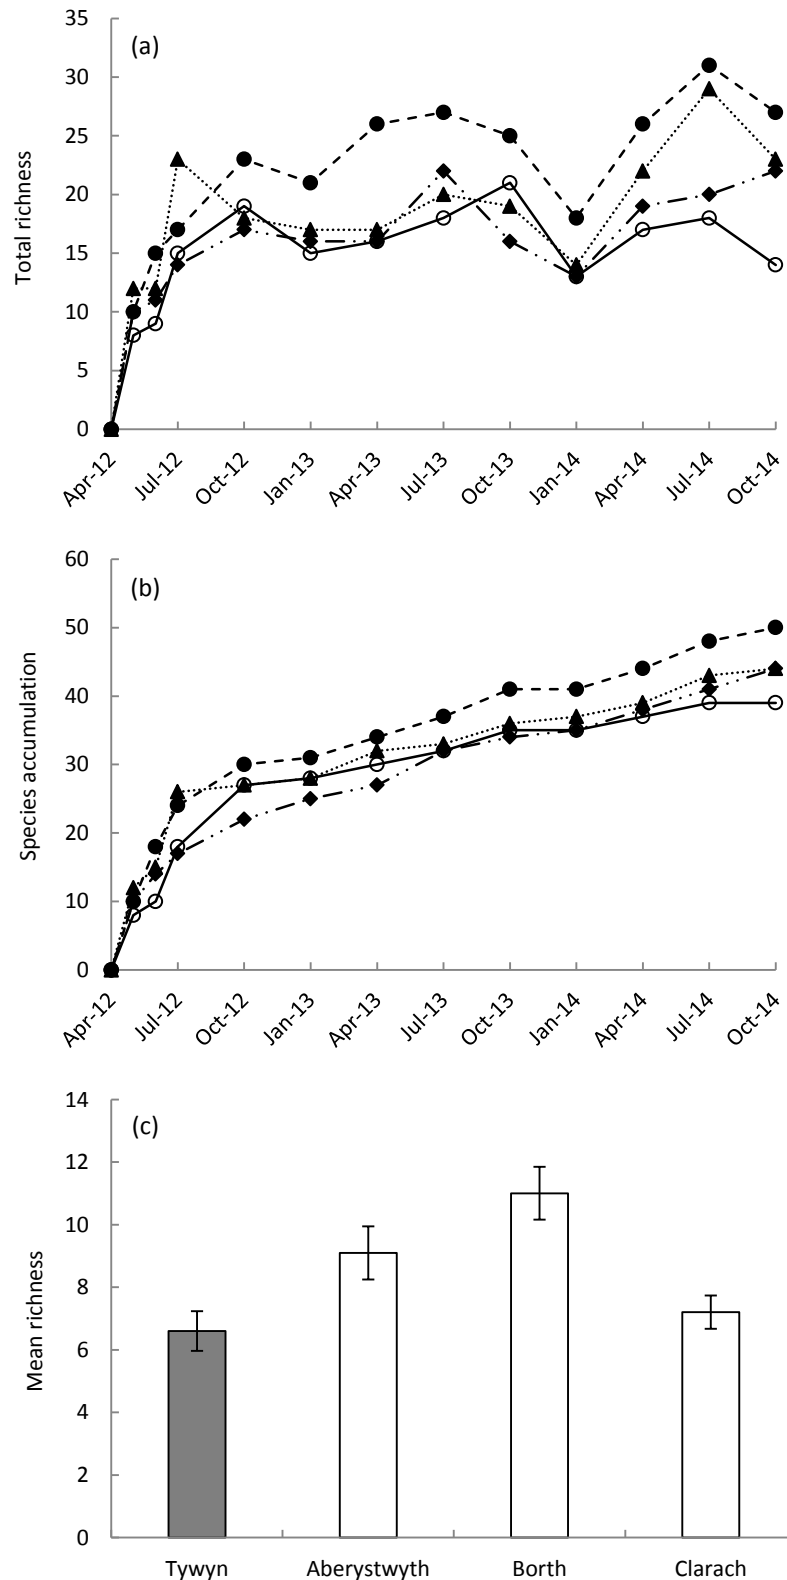 (a)
Total richness
35
30
25
20
15
10
5
0
Apr-12
Jul-12
Oct-12
Jan-13
Apr-13
Jul-13
Oct-13
Jan-14
Apr-14
Jul-14
Oct-14
(b)
Species accumulation
60
50
40
30
20
10
0
Apr-12
Jul-12
Oct-12
Jan-13
Apr-13
Jul-13
Oct-13
Jan-14
Apr-14
Jul-14
Oct-14
(c)
Mean richness
14
12
10
8
6
4
2
0
Tywyn
Aberystwyth
Borth
Clarach